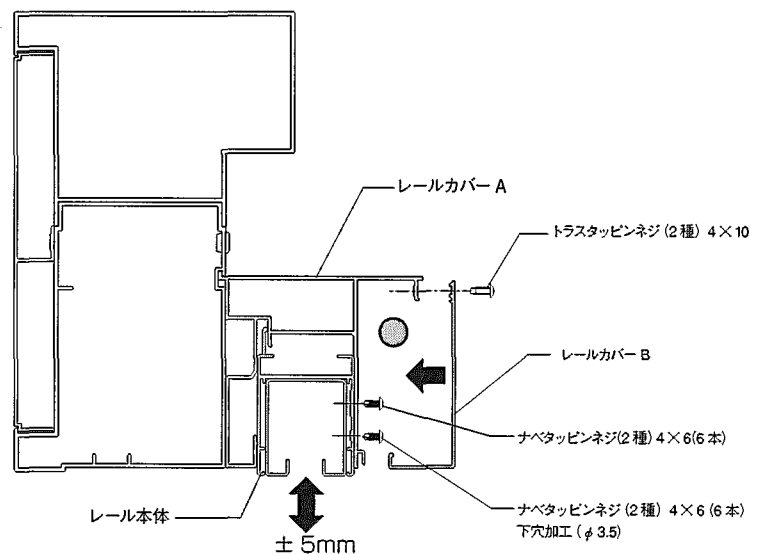 レールカバー A
トラスタッピンネジ (2種) 4×10
レールカバー B
ナベタッピンネジ(2種) 4×6(6本)
ナベタッピンネジ (2種) 4×6 (6本)
下穴加工 (φ3.5)
レール本体
±5mm